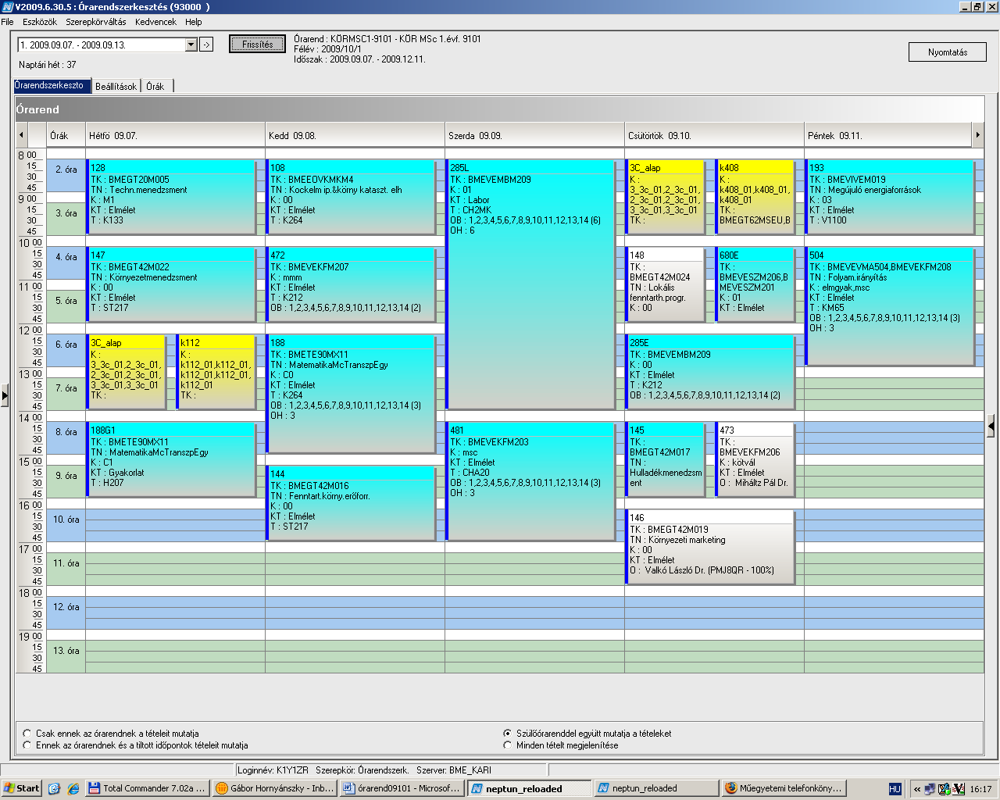 V2009.6.30.5 : Órarendszerkesztés (93000  )
File Eszközök Szerepkörváltás Kedvencek Help
1. 2009.09.07. - 2009.09.13.
->
Frissítés
Órarend : KÖRMSC1-9101 - KÖR MSc 1.évf. 9101
Félév : 2009/10/1
Időszak : 2009.09.07. - 2009.12.11.
Nyomtatás
Naptári hét : 37
Órarendszerkeszto Beállítások Órák
Órarend
Órák Hétfő 09.07. Kedd 09.08. Szerda 09.09. Csütörtök 09.10. Péntek 09.11.
8 00
15
30
45
9 00
15
30
45
10 00
15
30
45
11 00
15
30
45
12 00
15
30
45
13 00
15
30
45
14 00
15
30
45
15 00
15
30
45
16 00
15
30
45
17 00
15
30
45
18 00
15
30
45
19 00
15
30
45
2. óra
3. óra
4. óra
5. óra
6. óra
7. óra
8. óra
9. óra
10. óra
11. óra
12. óra
13. óra
128
TK : BMEGT20M005
TN : Techn.menedzsment
K : M1
KT : Elmélet
T : K133
147
TK : BMEGT42M022
TN : Környezetmenedzsment
K : 00
KT : Elmélet
T : ST217
3C_alap
K :
3_3c_01,2_3c_01,
2_3c_01,2_3c_01,
3_3c_01,3_3c_01
TK :
k112
K :
k112_01,k112_01,
k112_01,k112_01,
k112_01
TK :
188G1
TK : BMETE90MX11
TN : MatematikaMcTranszpEgy
K : C1
KT : Gyakorlat
T : H207
108
TK : BMEEOVKMKM4
TN : Kockelm ip.&körny kataszt. elh
K : 00
KT : Elmélet
T : K264
472
TK : BMEVEKFM207
K : mmm
KT : Elmélet
T : K212
OB : 1,2,3,4,5,6,7,8,9,10,11,12,13,14 (2)
188
TK : BMETE90MX11
TN : MatematikaMcTranszpEgy
K : C0
KT : Elmélet
T : K264
OB : 1,2,3,4,5,6,7,8,9,10,11,12,13,14 (3)
OH : 3
144
TK : BMEGT42M016
TN : Fenntart.körny.erőforr.
K : 00
KT : Elmélet
T : ST217
285L
TK : BMEVEMBM209
K : 01
KT : Labor
T : CH2MK
OB : 1,2,3,4,5,6,7,8,9,10,11,12,13,14 (6)
OH : 6
481
TK : BMEVEKFM203
K : msc
KT : Elmélet
T : CHA20
OB : 1,2,3,4,5,6,7,8,9,10,11,12,13,14 (3)
OH : 3
3C_alap
K :
3_3c_01,2_3c_01,
2_3c_01,2_3c_01,
3_3c_01,3_3c_01
TK :
k408
K :
k408_01,k408_01,
k408_01
TK :
BMEGT62MSEU,B
148
TK :
BMEGT42M024
TN : Lokális
fenntarth.progr.
K : 00
680E
TK :
BMEVESZM206,B
MEVESZM201
K : 01
KT : Elmélet
285E
TK : BMEVEMBM209
K : 00
KT : Elmélet
T : K212
OB : 1,2,3,4,5,6,7,8,9,10,11,12,13,14 (2)
145
TK :
BMEGT42M017
TN :
Hulladékmenedzsm
ent
473
TK :
BMEVEKFM206
K : kötvál
KT : Elmélet
O : Miháltz Pál Dr.
146
TK : BMEGT42M019
TN : Környezeti marketing
K : 00
KT : Elmélet
O : Valkó László Dr. (PMJ8QR - 100%)
193
TK : BMEVIVEM019
TN : Megújuló energiaforrások
K : 03
KT : Elmélet
T : V1100
504
TK : BMEVEVMA504,BMEVEKFM208
TN : Folyam.irányítás
K : elmgyak,msc
KT : Elmélet
T : KM65
OB : 1,2,3,4,5,6,7,8,9,10,11,12,13,14 (3)
OH : 3
Csak ennek az órarendnek a tételeit mutatja
Ennek az órarendnek és a tiltott időpontok tételeit mutatja
Szülőórarenddel együtt mutatja a tételeket
Minden tételt megjelenítése
Loginnév: K1Y1ZR Szerepkör: Órarendszerk. Szerver: BME_KARI
Start Total Commander 7.02a ... Gábor Hornyánszky - Inb... órarend09101 - Microsof... neptun_reloaded neptun_reloaded Műegyetemi telefonköny... HU « 16:17